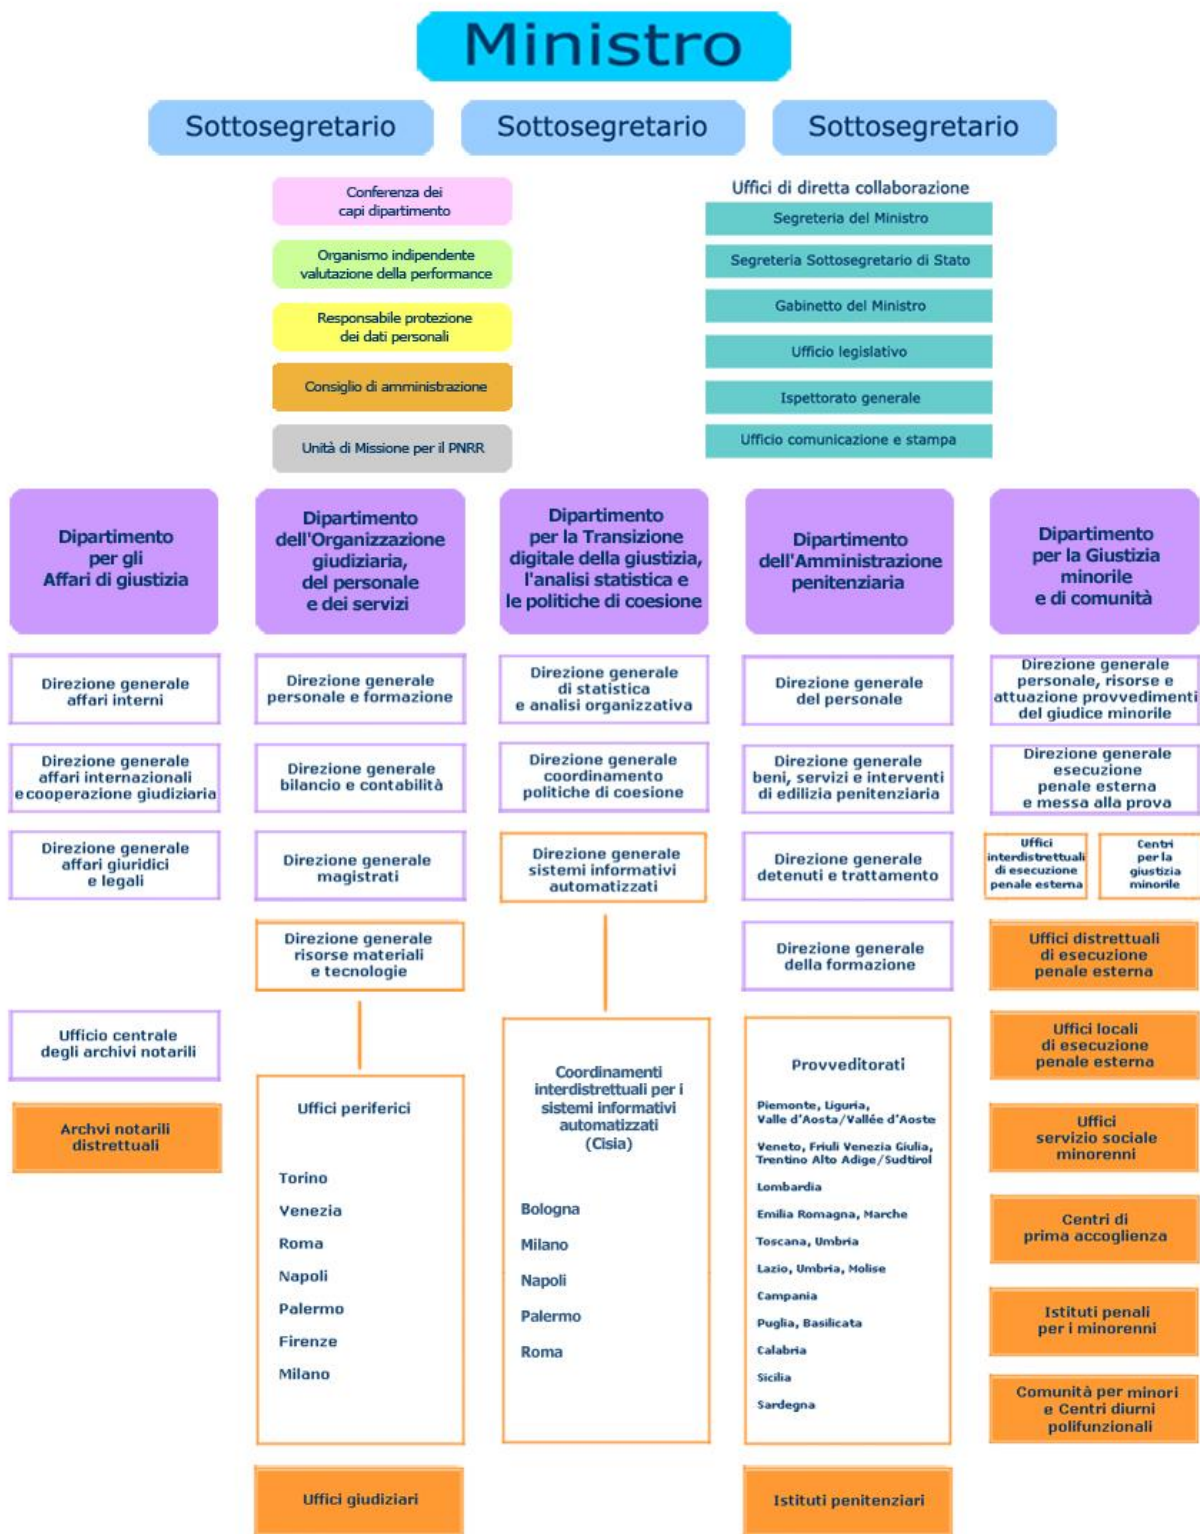 Ministro
Sottosegretario
Sottosegretario
Sottosegretario
Conferenza dei
capi dipartimento
Organismo indipendente
valutazione della performance
Responsabile protezione
dei dati personali
Consiglio di amministrazione
Unità di Missione per il PNRR
Uffici di diretta collaborazione
Segreteria del Ministro
Segreteria Sottosegretario di Stato
Gabinetto del Ministro
Ufficio legislativo
Ispettorato generale
Ufficio comunicazione e stampa
Dipartimento
per gli
Affari di giustizia
Direzione generale
affari interni
Direzione generale
affari internazionali
e cooperazione giudiziaria
Direzione generale
affari giuridici
e legali
Ufficio centrale
degli archivi notarili
Archvi notarili
distrettuali
Dipartimento
dell'Organizzazione
giudiziaria,
del personale
e dei servizi
Direzione generale
personale e formazione
Direzione generale
bilancio e contabilità
Direzione generale
magistrati
Direzione generale
risorse materiali
e tecnologie
Uffici periferici
Torino
Venezia
Roma
Napoli
Palermo
Firenze
Milano
Uffici giudiziari
Dipartimento
per la Transizione
digitale della giustizia,
l'analisi statistica e
le politiche di coesione
Direzione generale
di statistica
e analisi organizzativa
Direzione generale
coordinamento
politiche di coesione
Direzione generale
sistemi informativi
automatizzati
Coordinamenti
interdistrettuali per i
sistemi informativi
automatizzati
(Cisia)
Bologna
Milano
Napoli
Palermo
Roma
Dipartimento
dell'Amministrazione
penitenziaria
Direzione generale
del personale
Direzione generale
beni, servizi e interventi
di edilizia penitenziaria
Direzione generale
detenuti e trattamento
Direzione generale
della formazione
Provveditorati
Piemonte, Liguria,
Valle d'Aosta/Vallée d'Aoste
Veneto, Friuli Venezia Giulia,
Trentino Alto Adige/Sudtirol
Lombardia
Emilia Romagna, Marche
Toscana, Umbria
Lazio, Umbria, Molise
Campania
Puglia, Basilicata
Calabria
Sicilia
Sardegna
Istituti penitenziari
Dipartimento
per la Giustizia
minorile
e di comunità
Direzione generale
personale, risorse e
attuazione provvedimenti
del giudice minorile
Direzione generale
esecuzione
penale esterna
e messa alla prova
Uffici
interdistrettuali
di esecuzione
penale esterna
Centri
per la
giustizia
minorile
Uffici distrettuali
di esecuzione
penale esterna
Uffici locali
di esecuzione
penale esterna
Uffici
servizio sociale
minorenni
Centri di
prima accoglienza
Istituti penali
per i minorenni
Comunità per minori
e Centri diurni
polifunzionali